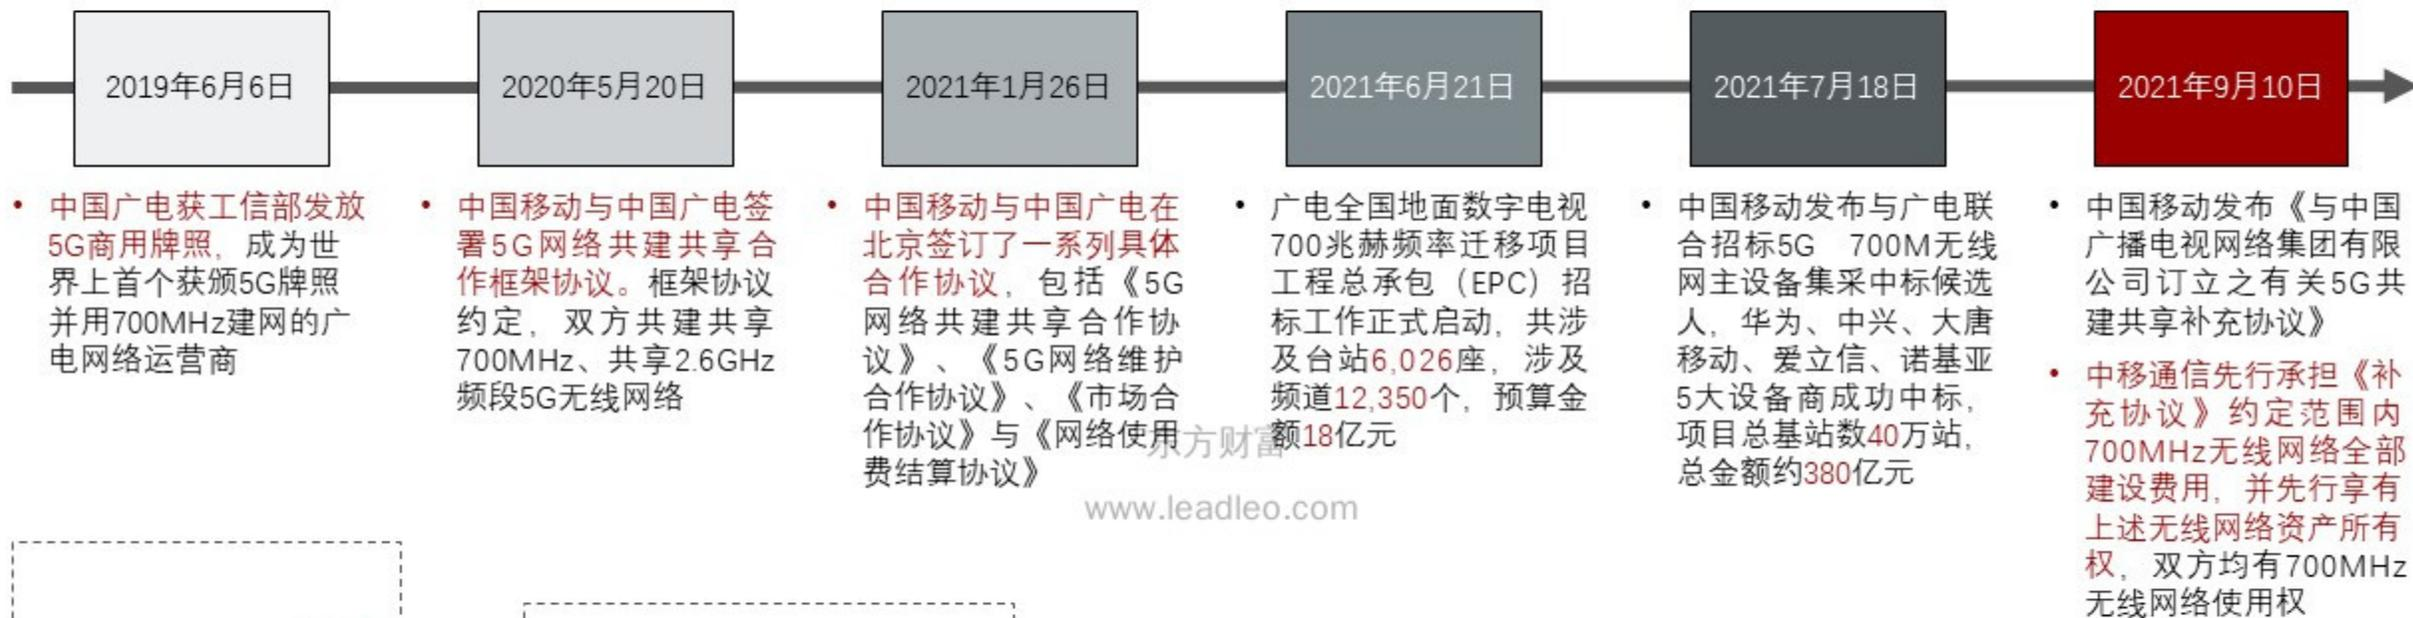 2019年6月6日
中国广电获工信部发放
5G商用牌照，成为世
界上首个获颁5G牌照
并用700MHz建网的广
电网络运营商
2020年5月20日
中国移动与中国广电签
署5G网络共建共享合
作框架协议。框架协议
约定，双方共建共享
700MHz、共享2.6GHz
频段5G无线网络
2021年1月26日
中国移动与中国广电在
北京签订了一系列具体
合作协议，包括《5G
网络共建共享合作协
议》、《5G网络维护
合作协议》、《市场合
作协议》与《网络使用
费结算协议》
2021年6月21日
广电全国地面数字电视
700兆赫频率迁移项目
工程总承包（EPC）招
标工作正式启动，共涉
及台站6,026座，涉及
频道12,350个，预算金
额18亿元
2021年7月18日
中国移动发布与广电联
合招标5G 700M无线
网主设备集采中标候选
人，华为、中兴、大唐
移动、爱立信、诺基亚
5大设备商成功中标，
项目总基站数40万站，
总金额约380亿元
2021年9月10日
中国移动发布《与中国
广播电视网络集团有限
公司订立之有关5G共
建共享补充协议》
中移通信先行承担《补
充协议》约定范围内
700MHz无线网络全部
建设费用，并先行享有
上述无线网络资产所有
权，双方均有700MHz
无线网络使用权
东方财富
www.leadleo.com